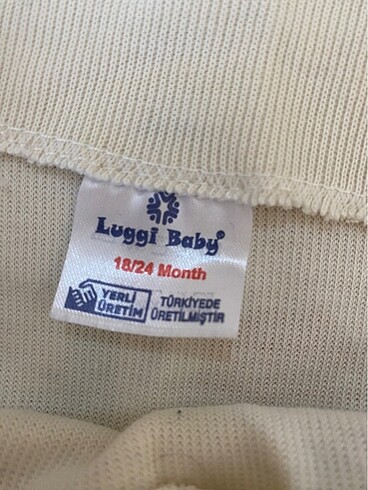 Luggi Baby®
18/24 Month
YERLİ
ÜRETİM
TÜRKİYEDE
ÜRETİLMİŞTİR